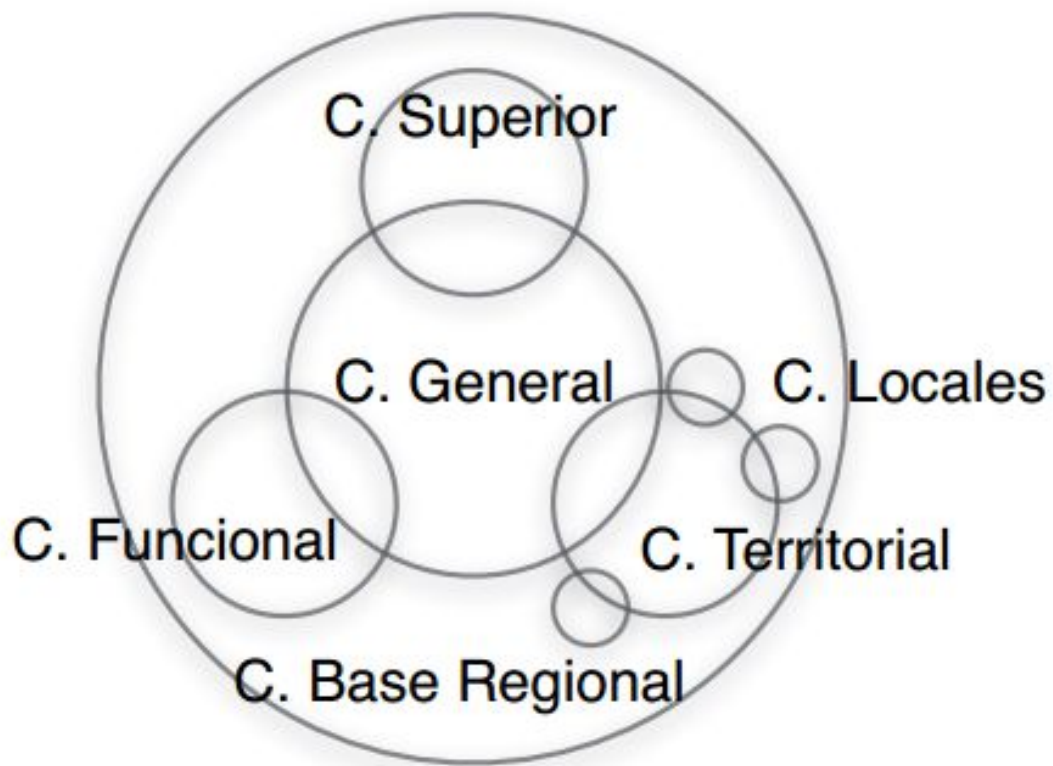 C. Superior
C. General
C. Locales
C. Funcional
C. Territorial
C. Base Regional